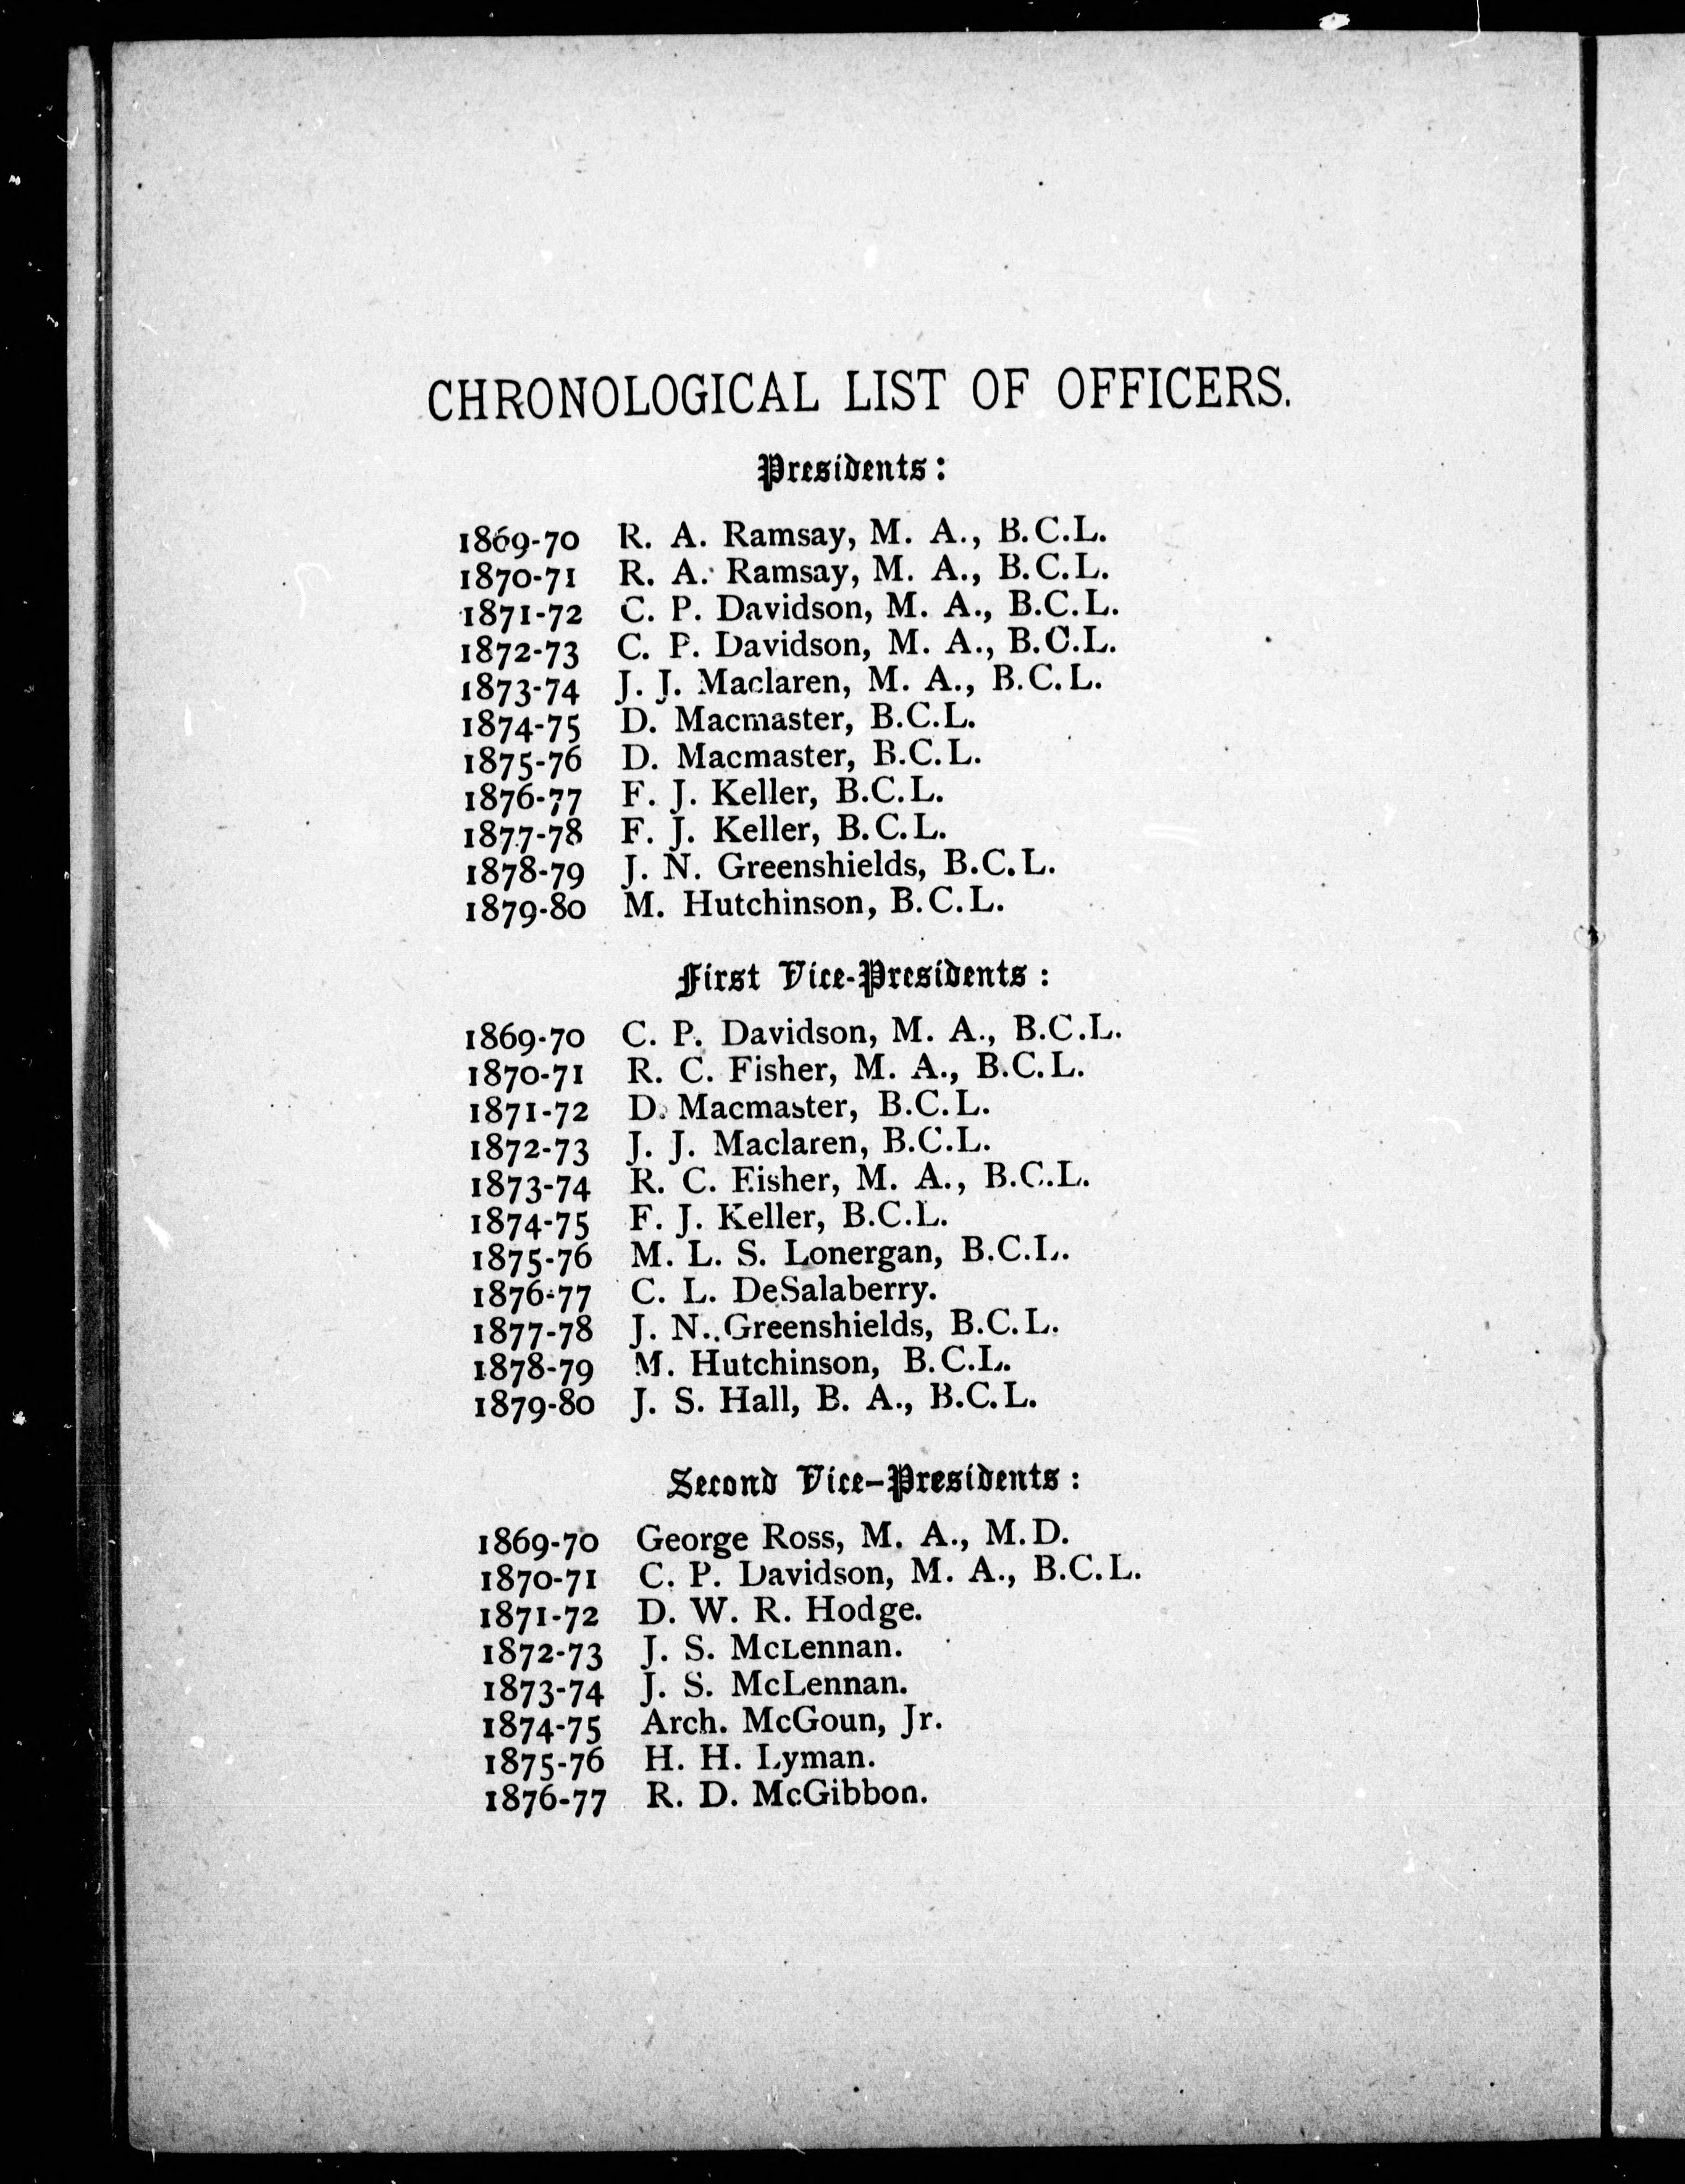 CHRONOLOGICAL LIST OF OFFICERS.
Presidents:
1869-70 R. A. Ramsay, M. A., B.C.L.
1870-71 R. A. Ramsay, M. A., B.C.L.
1871-72 C. P. Davidson, M. A., B.C.L.
1872-73 C. P. Davidson, M. A., B.C.L.
1873-74 J. J. Maclaren, M. A., B.C.L.
1874-75 D. Macmaster, B.C.L.
1875-76 D. Macmaster, B.C.L.
1876-77 F. J. Keller, B.C.L.
1877-78 F. J. Keller, B.C.L.
1878-79 J. N. Greenshields, B.C.L.
1879-80 M. Hutchinson, B.C.L.
First Vice-Presidents:
1869-70 C. P. Davidson, M. A., B.C.L.
1870-71 R. C. Fisher, M. A., B.C.L.
1871-72 D. Macmaster, B.C.L.
1872-73 J. J. Maclaren, B.C.L.
1873-74 R. C. Fisher, M. A., B.C.L.
1874-75 F. J. Keller, B.C.L.
1875-76 M. L. S. Lonergan, B.C.L.
1876-77 C. L. DeSalaberry.
1877-78 J. N. Greenshields, B.C.L.
1878-79 M. Hutchinson, B.C.L.
1879-80 J. S. Hall, B. A., B.C.L.
Second Vice-Presidents:
1869-70 George Ross, M. A., M.D.
1870-71 C. P. Davidson, M. A., B.C.L.
1871-72 D. W. R. Hodge.
1872-73 J. S. McLennan.
1873-74 J. S. McLennan.
1874-75 Arch. McGoun, Jr.
1875-76 H. H. Lyman.
1876-77 R. D. McGibbon.